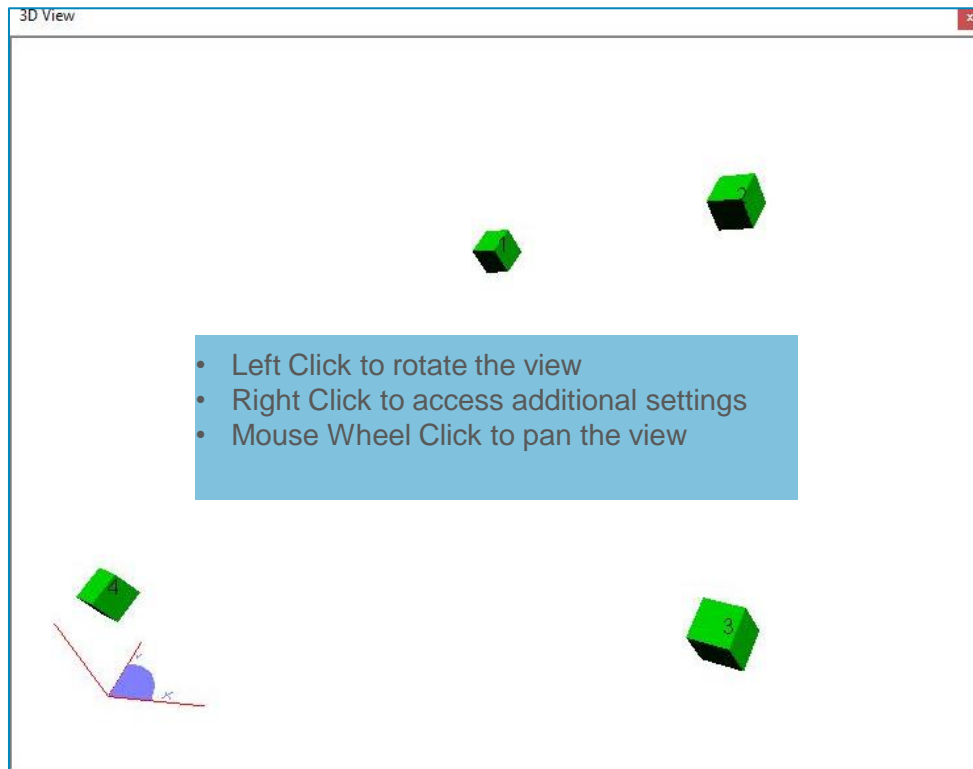 3D View
x
2
1
• Left Click to rotate the view
• Right Click to access additional settings
• Mouse Wheel Click to pan the view
4
3
X